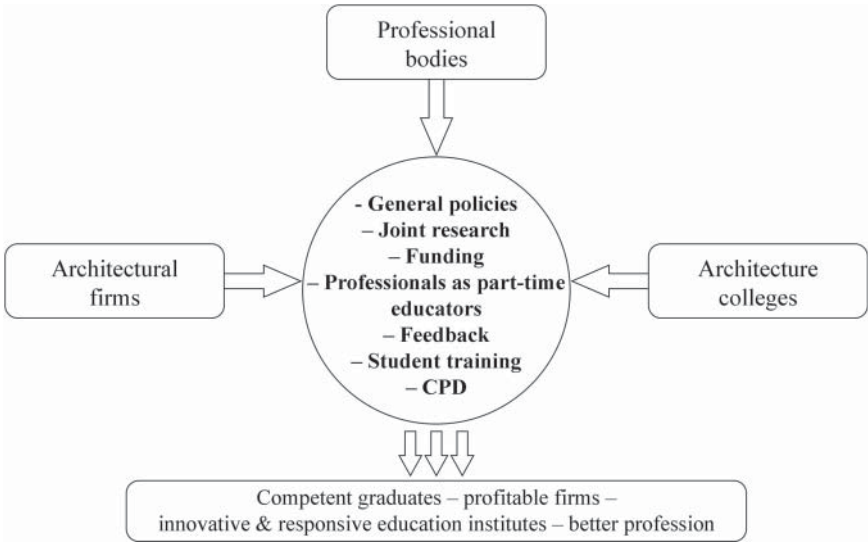 Professional
bodies
- General policies
– Joint research
– Funding
– Professionals as part-time
educators
– Feedback
– Student training
– CPD
Architectural
firms
Architecture
colleges
Competent graduates – profitable firms –
innovative & responsive education institutes – better profession